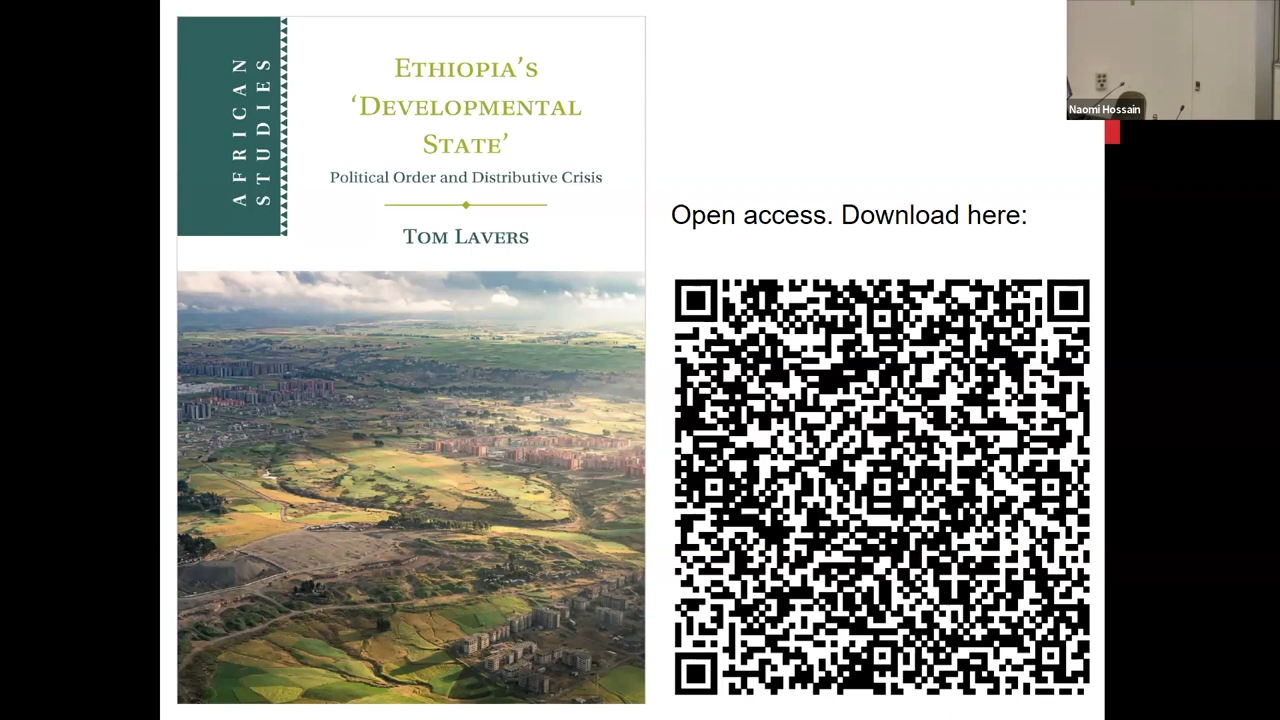 AFRICAN
STUDIES
ETHIOPIA'S
'DEVELOPMENTAL
STATE'
Political Order and Distributive Crisis
TOM LAVERS
Open access. Download here:
Naomi Hossain